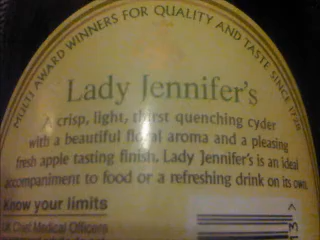 MULTI AWARD WINNERS FOR QUALITY AND TASTE SINCE 1728
Lady Jennifer's
A crisp, light, thirst quenching cyder
with a beautiful floral aroma and a pleasing
fresh apple tasting finish, Lady Jennifer's is an ideal
accompaniment to food or a refreshing drink on its own.
Know your limits
UK Chief Medical Officers
13 >